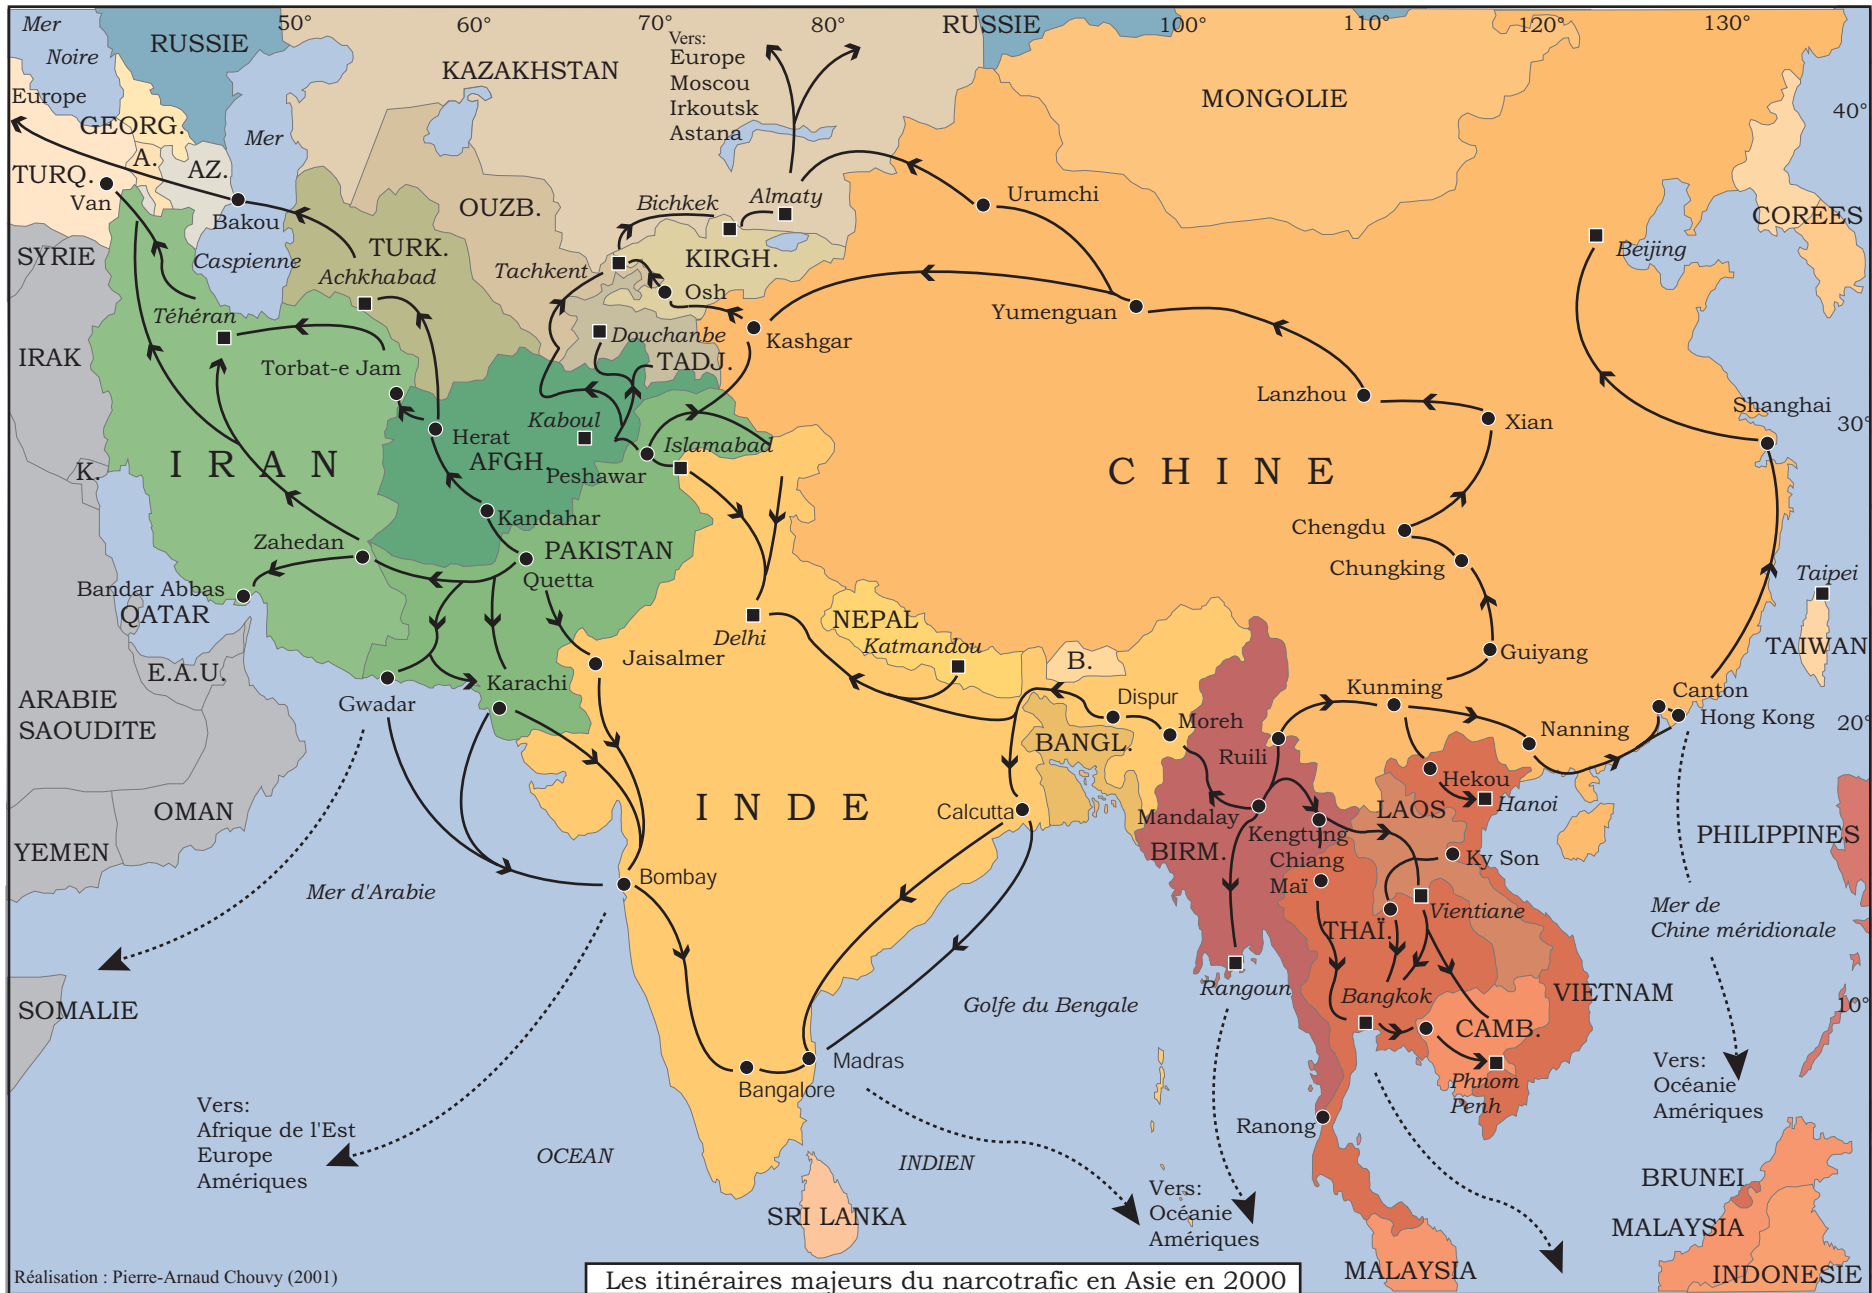 Mer
Noire
RUSSIE
50°
60°
70°
80°
RUSSIE
100°
110°
120°
130°
Vers:
Europe
Moscou
Irkoutsk
Astana
KAZAKHSTAN
MONGOLIE
40°
Europe
GEORG.
Mer
A.
AZ.
TURQ.
Van
Bakou
Caspienne
OUZB.
Bichkek
Almaty
Urumchi
COREES
Beijing
SYRIE
TURK.
Achkhabad
Tachkent
KIRGH.
Osh
Téhéran
Yumenguan
Douchanbe
Kashgar
IRAK
Torbat-e Jam
TADJ.
Lanzhou
Shanghai
Kaboul
Xian
30°
Herat
Islamabad
K.
I R A N
AFGH.
Peshawar
C H I N E
Kandahar
Chengdu
Zahedan
PAKISTAN
Chungking
Quetta
Taipei
Bandar Abbas
QATAR
NEPAL
Delhi
Katmandou
TAIWAN
Jaisalmer
B.
Guiyang
E.A.U.
Karachi
Kunming
Canton
ARABIE
SAOUDITE
Gwadar
Dispur
Moreh
Hong Kong
20°
Nanning
BANGL.
Ruili
Hekou
OMAN
I N D E
Calcutta
Mandalay
LAOS
Hanoi
Kengtung
PHILIPPINES
YEMEN
BIRM.
Chiang
Maï
Ky Son
Mer d'Arabie
Bombay
Vientiane
Mer de
Chine méridionale
THAÏ.
Rangoun
Bangkok
VIETNAM
SOMALIE
Golfe du Bengale
10°
CAMB.
Madras
Bangalore
Phnom
Penh
Vers:
Océanie
Amériques
Vers:
Afrique de l'Est
Europe
Amériques
Ranong
OCEAN
INDIEN
BRUNEI
Vers:
Océanie
Amériques
SRI LANKA
MALAYSIA
MALAYSIA
INDONESIE
Réalisation : Pierre-Arnaud Chouvy (2001)
Les itinéraires majeurs du narcotrafic en Asie en 2000